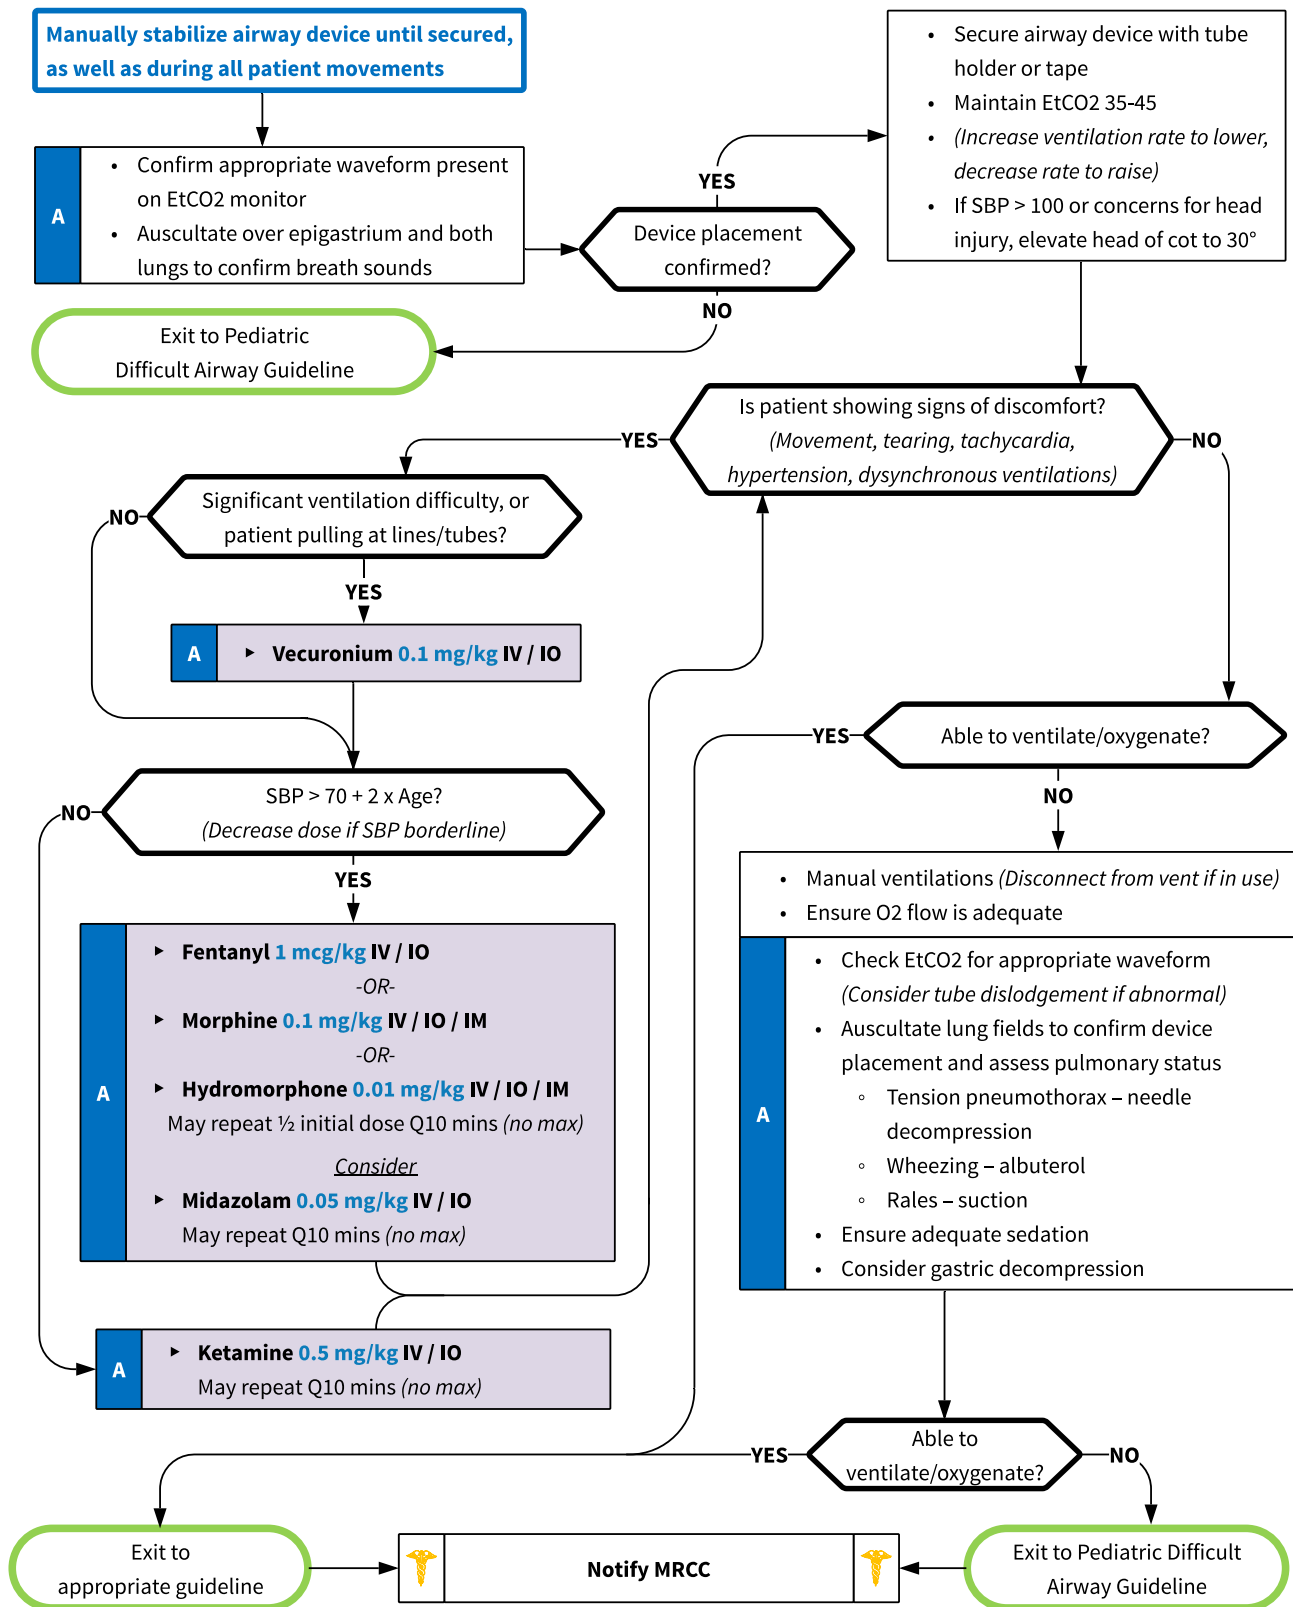 Manually stabilize airway device until secured,
as well as during all patient movements
A
• Confirm appropriate waveform present
on EtCO2 monitor
• Auscultate over epigastrium and both
lungs to confirm breath sounds
Device placement
confirmed?
YES
NO
• Secure airway device with tube
holder or tape
• Maintain EtCO2 35-45
• (Increase ventilation rate to lower,
decrease rate to raise)
• If SBP > 100 or concerns for head
injury, elevate head of cot to 30°
Exit to Pediatric
Difficult Airway Guideline
Is patient showing signs of discomfort?
(Movement, tearing, tachycardia,
hypertension, dysynchronous ventilations)
YES
NO
Significant ventilation difficulty, or
patient pulling at lines/tubes?
NO
YES
A
▸ Vecuronium 0.1 mg/kg IV / IO
SBP > 70 + 2 x Age?
(Decrease dose if SBP borderline)
NO
YES
A
▸ Fentanyl 1 mcg/kg IV / IO
-OR-
▸ Morphine 0.1 mg/kg IV / IO / IM
-OR-
▸ Hydromorphone 0.01 mg/kg IV / IO / IM
May repeat ½ initial dose Q10 mins (no max)
Consider
▸ Midazolam 0.05 mg/kg IV / IO
May repeat Q10 mins (no max)
A
▸ Ketamine 0.5 mg/kg IV / IO
May repeat Q10 mins (no max)
Able to ventilate/oxygenate?
YES
NO
• Manual ventilations (Disconnect from vent if in use)
• Ensure O2 flow is adequate
A
• Check EtCO2 for appropriate waveform
(Consider tube dislodgement if abnormal)
• Auscultate lung fields to confirm device
placement and assess pulmonary status
◦ Tension pneumothorax – needle
decompression
◦ Wheezing – albuterol
◦ Rales – suction
• Ensure adequate sedation
• Consider gastric decompression
Able to
ventilate/oxygenate?
YES
NO
Exit to
appropriate guideline
Notify MRCC
Exit to Pediatric Difficult
Airway Guideline